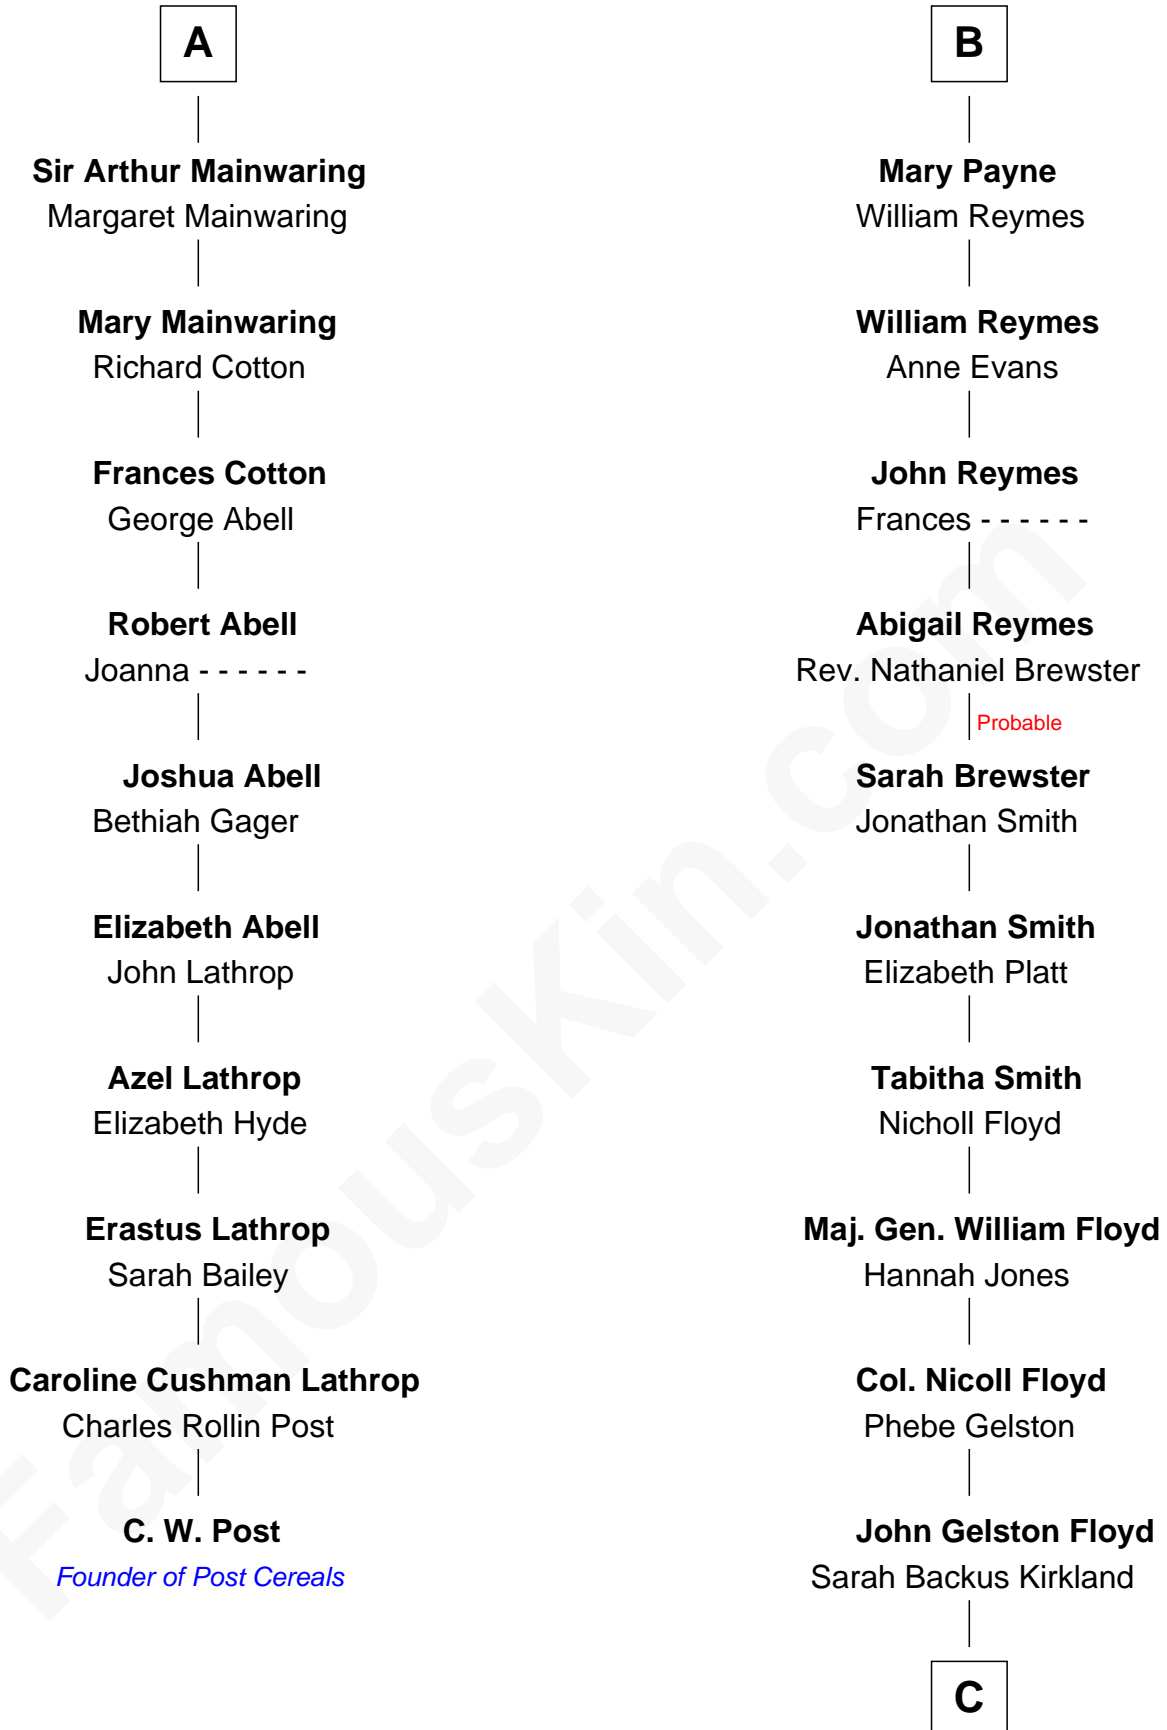 A
Sir Arthur Mainwaring
Margaret Mainwaring
Mary Mainwaring
Richard Cotton
Frances Cotton
George Abell
Robert Abell
Joanna - - - - - -
Joshua Abell
Bethiah Gager
Elizabeth Abell
John Lathrop
Azel Lathrop
Elizabeth Hyde
Erastus Lathrop
Sarah Bailey
Caroline Cushman Lathrop
Charles Rollin Post
C. W. Post
Founder of Post Cereals
B
Mary Payne
William Reymes
William Reymes
Anne Evans
John Reymes
Frances - - - - - -
Abigail Reymes
Rev. Nathaniel Brewster
Probable
Sarah Brewster
Jonathan Smith
Jonathan Smith
Elizabeth Platt
Tabitha Smith
Nicholl Floyd
Maj. Gen. William Floyd
Hannah Jones
Col. Nicoll Floyd
Phebe Gelston
John Gelston Floyd
Sarah Backus Kirkland
C
FamousKin.com